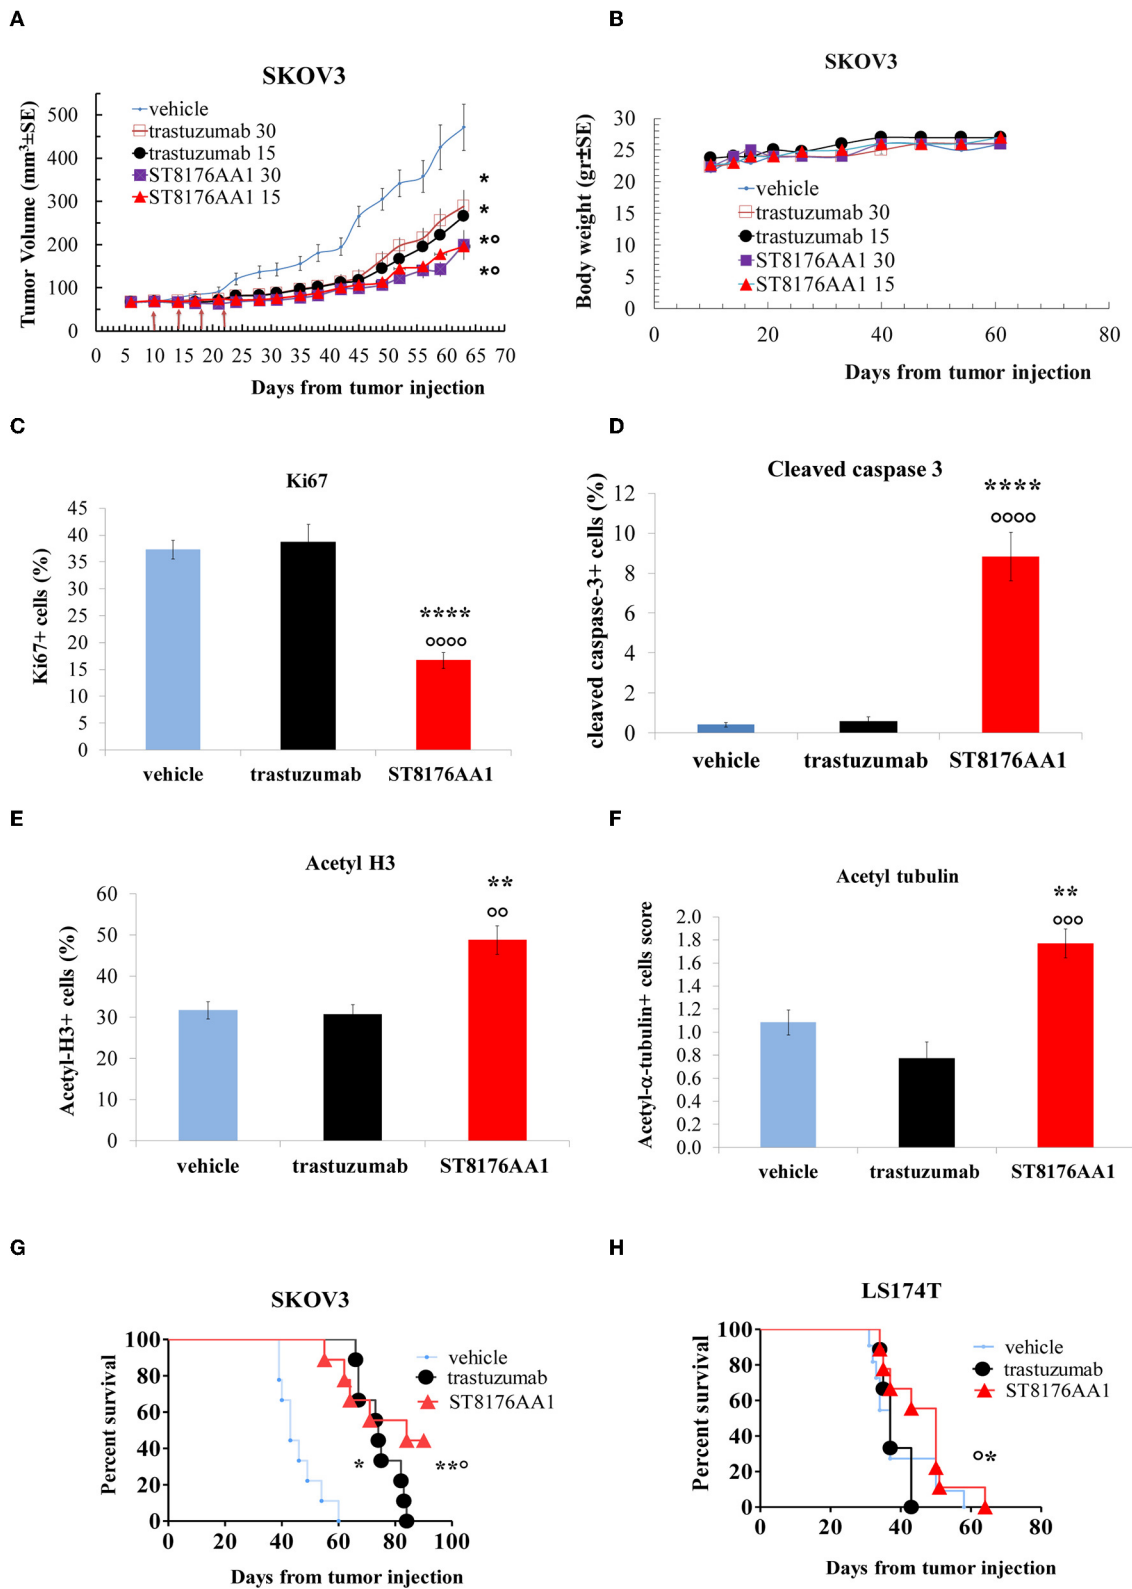 A
SKOV3
Tumor Volume (mm³±SE)
500
400
300
200
100
0
vehicle
trastuzumab 30
trastuzumab 15
ST8176AA1 30
ST8176AA1 15
*
*
*°
*°
0 5 10 15 20 25 30 35 40 45 50 55 60 65 70
Days from tumor injection
B
SKOV3
Body weight (gr±SE)
30
25
20
15
10
5
0
vehicle
trastuzumab 30
trastuzumab 15
ST8176AA1 30
ST8176AA1 15
0 20 40 60 80
Days from tumor injection
C
Ki67
Ki67+ cells (%)
45
40
35
30
25
20
15
10
5
0
****
°°°°
vehicle trastuzumab ST8176AA1
D
Cleaved caspase 3
cleaved caspase-3+ cells (%)
12
10
8
6
4
2
0
****
°°°°
vehicle trastuzumab ST8176AA1
E
Acetyl H3
Acetyl-H3+ cells (%)
60
50
40
30
20
10
0
**
°°
vehicle trastuzumab ST8176AA1
F
Acetyl tubulin
Acetyl-α-tubulin+ cells score
2.0
1.8
1.6
1.4
1.2
1.0
0.8
0.6
0.4
0.2
0.0
**
°°°
vehicle trastuzumab ST8176AA1
G
SKOV3
Percent survival
100
80
60
40
20
0
vehicle
trastuzumab
ST8176AA1
* **°
0 20 40 60 80 100
Days from tumor injection
H
LS174T
Percent survival
100
80
60
40
20
0
vehicle
trastuzumab
ST8176AA1
°*
0 20 40 60 80
Days from tumor injection